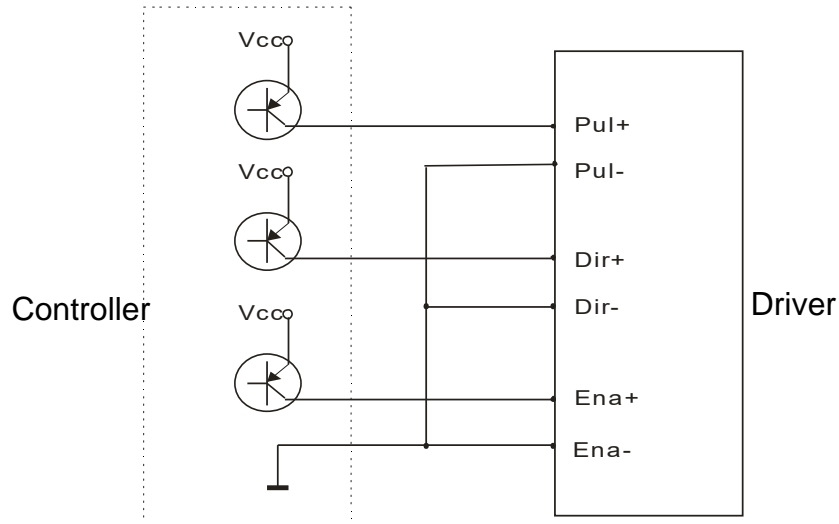 Vcc
Pul+
Pul-
Vcc
Dir+
Controller
Vcc
Dir-
Driver
Ena+
Ena-